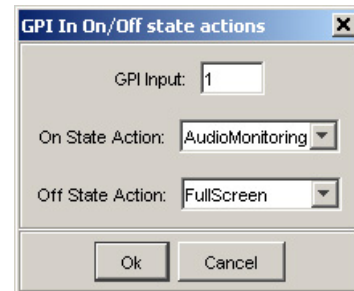 GPI In On/Off state actions
GPI Input: 1
On State Action: AudioMonitoring
Off State Action: FullScreen
Ok Cancel